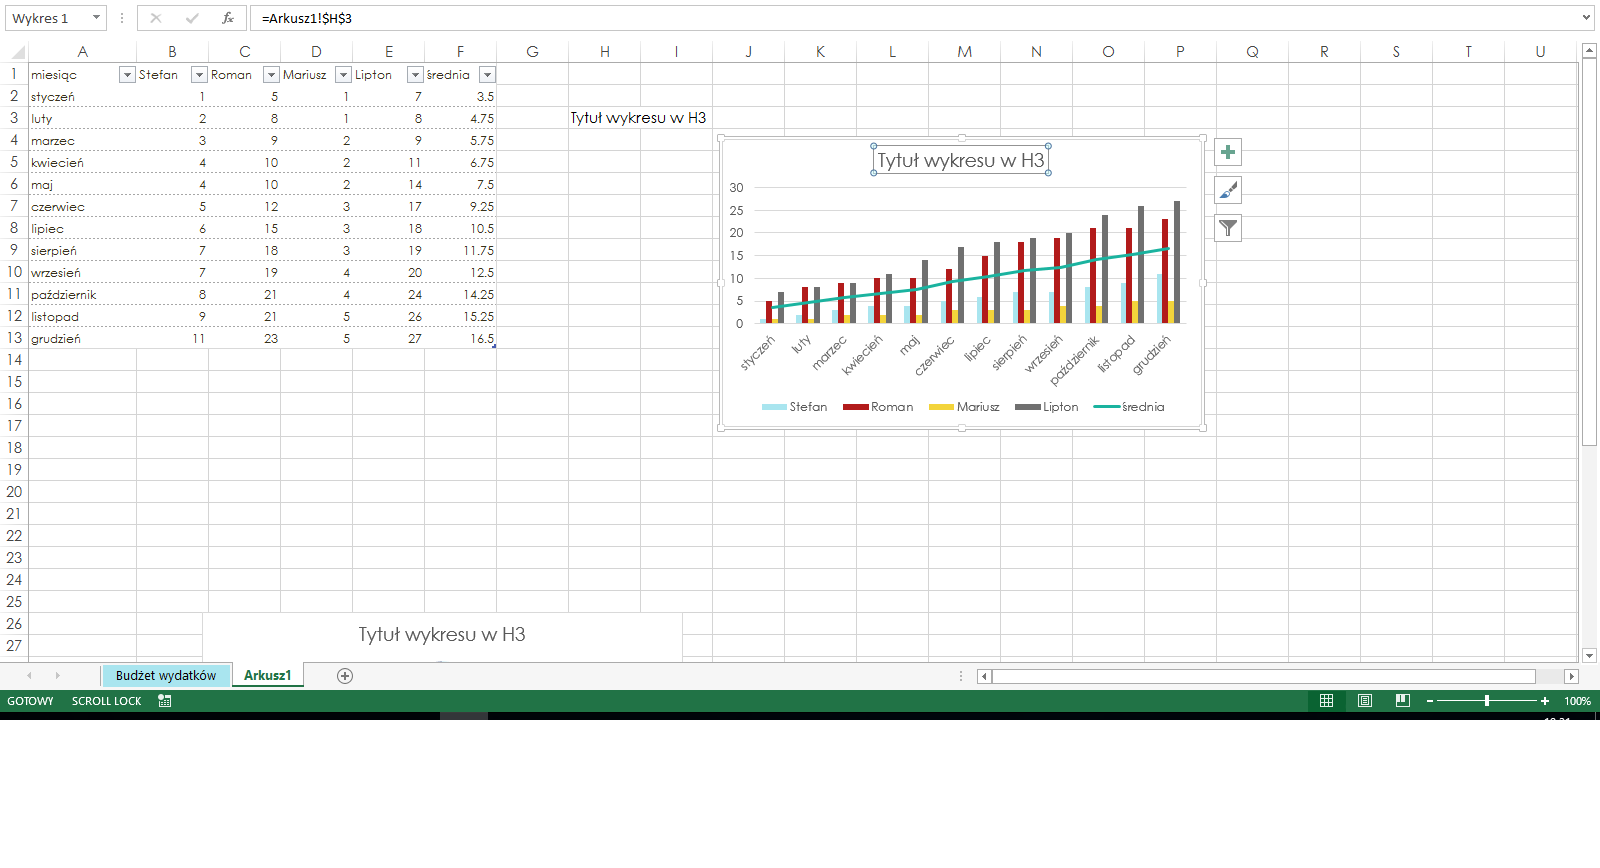 Wykres 1
=Arkusz1!$H$3
A B C D E F G H I J K L M N O P Q R S T U
1 miesiąc Stefan Roman Mariusz Lipton średnia
2 styczeń 1 5 1 7 3.5
3 luty 2 8 1 8 4.75 Tytuł wykresu w H3
4 marzec 3 9 2 9 5.75
5 kwiecień 4 10 2 11 6.75
6 maj 4 10 2 14 7.5
7 czerwiec 5 12 3 17 9.25
8 lipiec 6 15 3 18 10.5
9 sierpień 7 18 3 19 11.75
10 wrzesień 7 19 4 20 12.5
11 październik 8 21 4 24 14.25
12 listopad 9 21 5 26 15.25
13 grudzień 11 23 5 27 16.5
14
15
16
17
18
19
20
21
22
23
24
25
26
27
Tytuł wykresu w H3
30
25
20
15
10
5
0
styczeń luty marzec kwiecień maj czerwiec lipiec sierpień wrzesień październik listopad grudzień
Stefan Roman Mariusz Lipton średnia
Tytuł wykresu w H3
Budżet wydatków Arkusz1
GOTOWY SCROLL LOCK 100%